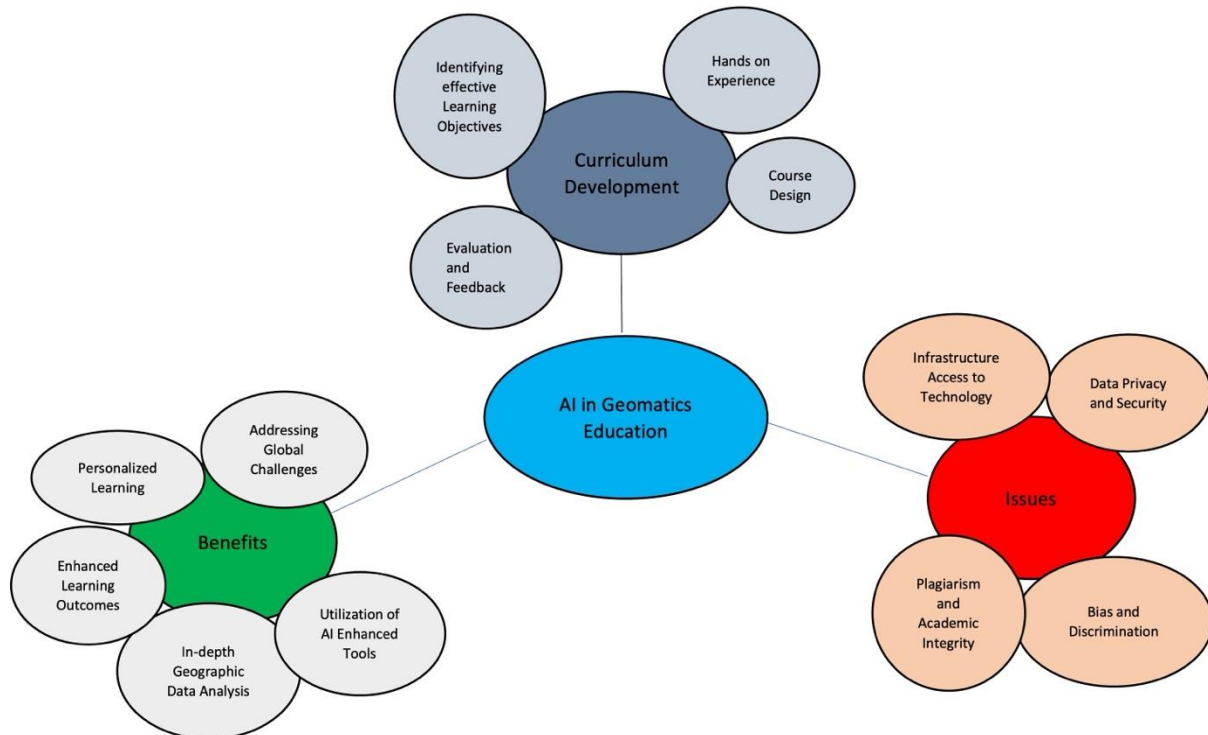 Identifying
effective
Learning
Objectives
Hands on
Experience
Curriculum
Development
Course
Design
Evaluation
and
Feedback
AI in Geomatics
Education
Addressing
Global
Challenges
Personalized
Learning
Benefits
Enhanced
Learning
Outcomes
In-depth
Geographic
Data Analysis
Utilization of
AI Enhanced
Tools
Infrastructure
Access to
Technology
Data Privacy
and Security
Issues
Plagiarism
and
Academic
Integrity
Bias and
Discrimination